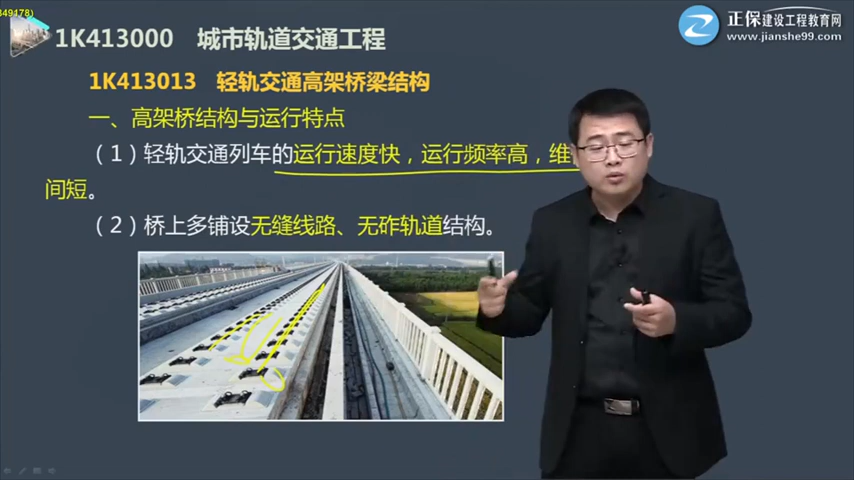 349178)
1K413000 城市轨道交通工程
正保建设工程教育网
www.jianshe99.com
1K413013 轻轨交通高架桥梁结构
一、高架桥结构与运行特点
（1）轻轨交通列车的运行速度快，运行频率高，维
间短。
（2）桥上多铺设无缝线路、无砟轨道结构。